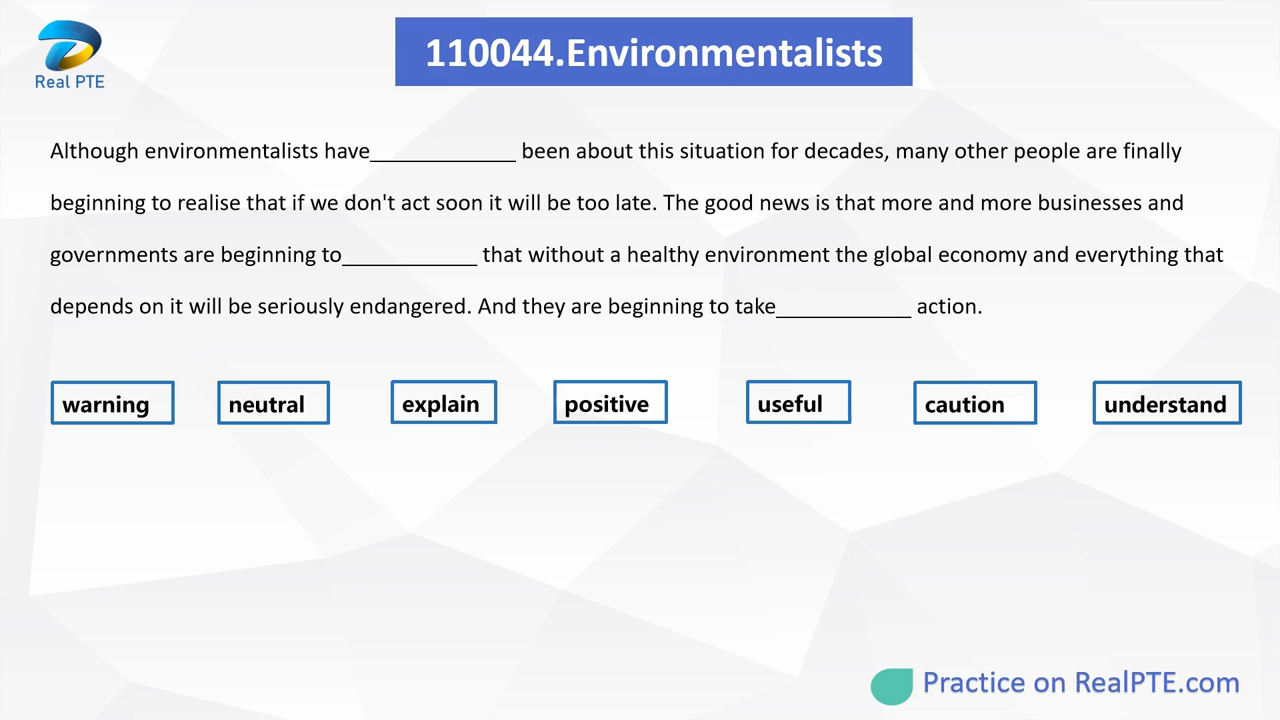 Real PTE
110044.Environmentalists
Although environmentalists have____________ been about this situation for decades, many other people are finally
beginning to realise that if we don't act soon it will be too late. The good news is that more and more businesses and
governments are beginning to___________ that without a healthy environment the global economy and everything that
depends on it will be seriously endangered. And they are beginning to take___________ action.
warning neutral explain positive useful caution understand
Practice on RealPTE.com